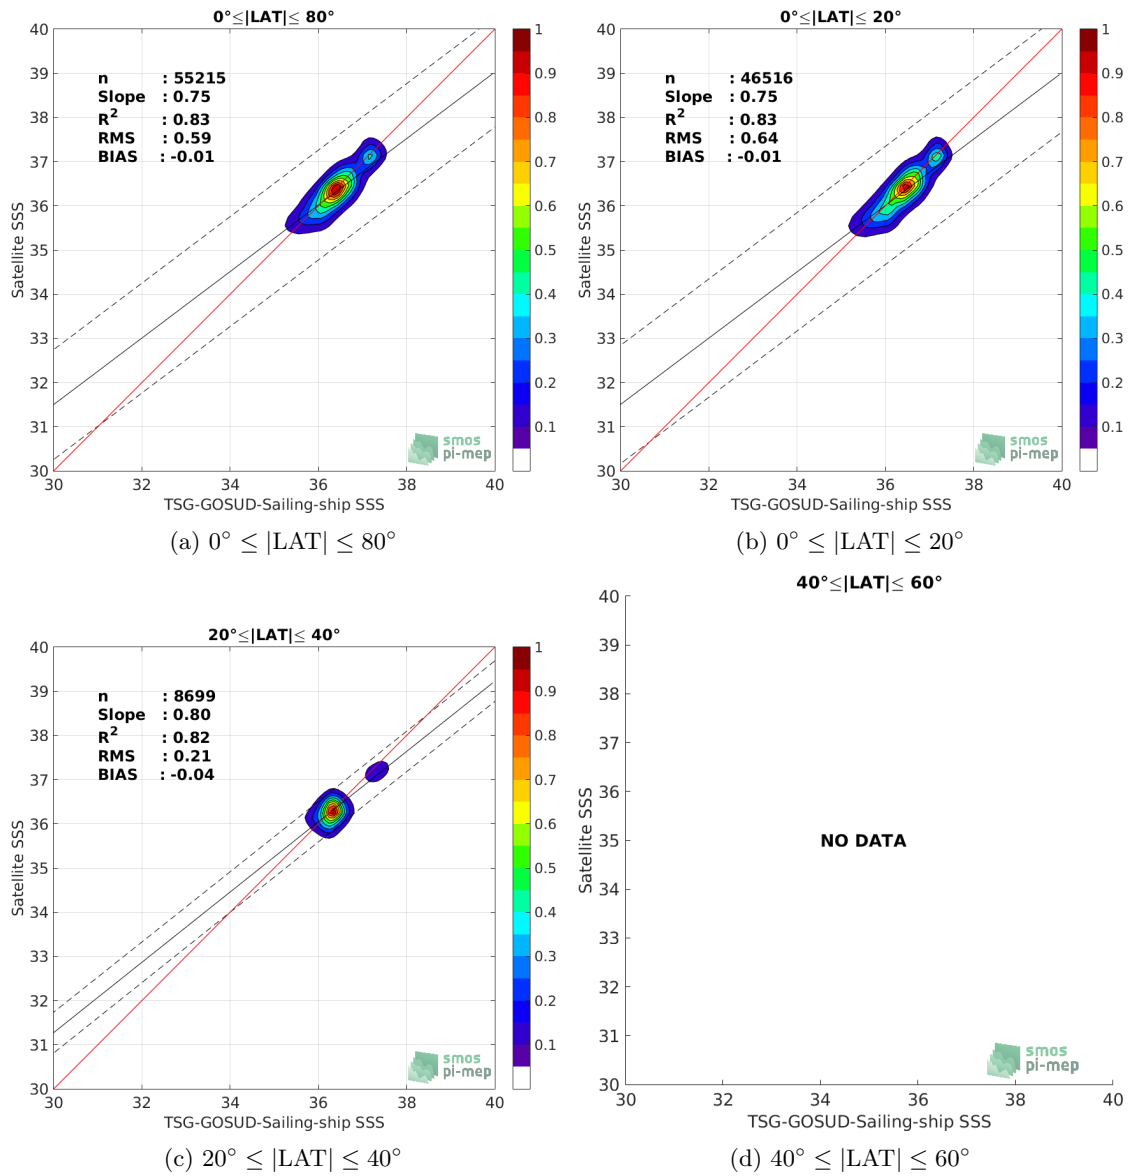 0°≤|LAT|≤ 80°
40
39
38
37
36
35
34
33
32
31
30
n : 55215
Slope : 0.75
R2 : 0.83
RMS : 0.59
BIAS : -0.01
1
0.9
0.8
0.7
0.6
0.5
0.4
0.3
0.2
0.1
Satellite SSS
smos
pi-mep
30 32 34 36 38 40
TSG-GOSUD-Sailing-ship SSS
(a) 0° ≤ |LAT| ≤ 80°
0°≤|LAT|≤ 20°
40
39
38
37
36
35
34
33
32
31
30
n : 46516
Slope : 0.75
R2 : 0.83
RMS : 0.64
BIAS : -0.01
1
0.9
0.8
0.7
0.6
0.5
0.4
0.3
0.2
0.1
Satellite SSS
smos
pi-mep
30 32 34 36 38 40
TSG-GOSUD-Sailing-ship SSS
(b) 0° ≤ |LAT| ≤ 20°
20°≤|LAT|≤ 40°
40
39
38
37
36
35
34
33
32
31
30
n : 8699
Slope : 0.80
R2 : 0.82
RMS : 0.21
BIAS : -0.04
1
0.9
0.8
0.7
0.6
0.5
0.4
0.3
0.2
0.1
Satellite SSS
smos
pi-mep
30 32 34 36 38 40
TSG-GOSUD-Sailing-ship SSS
(c) 20° ≤ |LAT| ≤ 40°
40°≤|LAT|≤ 60°
40
39
38
37
36
35
34
33
32
31
30
NO DATA
Satellite SSS
smos
pi-mep
30 32 34 36 38 40
TSG-GOSUD-Sailing-ship SSS
(d) 40° ≤ |LAT| ≤ 60°